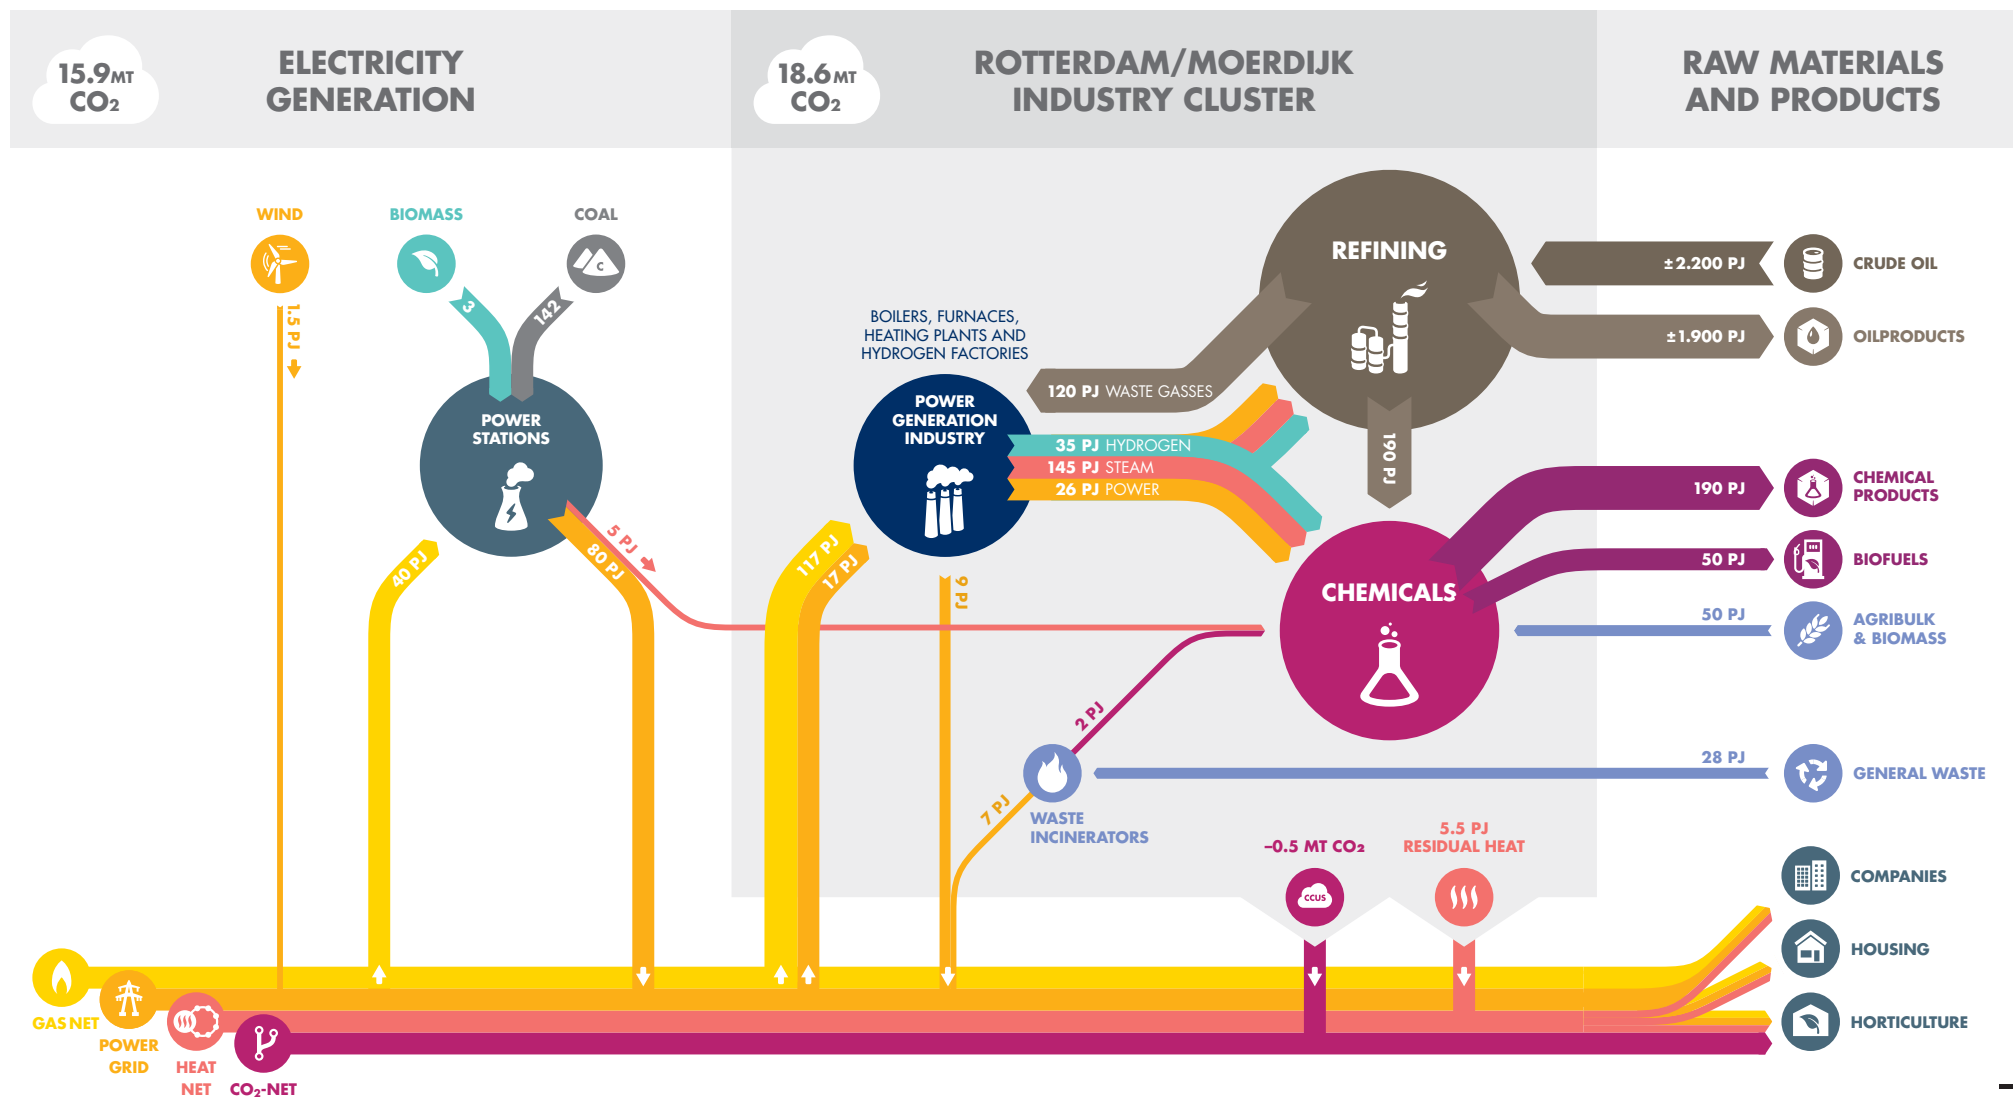 15.9MT
CO2
ELECTRICITY
GENERATION
18.6MT
CO2
ROTTERDAM/MOERDIJK
INDUSTRY CLUSTER
RAW MATERIALS
AND PRODUCTS
WIND
BIOMASS
COAL
C
1.5 PJ
3
142
POWER
STATIONS
40 PJ
80 PJ
5 PJ
BOILERS, FURNACES,
HEATING PLANTS AND
HYDROGEN FACTORIES
POWER
GENERATION
INDUSTRY
120 PJ WASTE GASSES
35 PJ HYDROGEN
145 PJ STEAM
26 PJ POWER
117 PJ
17 PJ
9 PJ
REFINING
190 PJ
CHEMICALS
2 PJ
7 PJ
WASTE
INCINERATORS
±2.200 PJ
CRUDE OIL
±1.900 PJ
OILPRODUCTS
190 PJ
CHEMICAL
PRODUCTS
50 PJ
BIOFUELS
50 PJ
AGRIBULK
& BIOMASS
28 PJ
GENERAL WASTE
–0.5 MT CO2
CCUS
5.5 PJ
RESIDUAL HEAT
COMPANIES
HOUSING
HORTICULTURE
GAS NET
POWER
GRID
HEAT
NET
CO2-NET